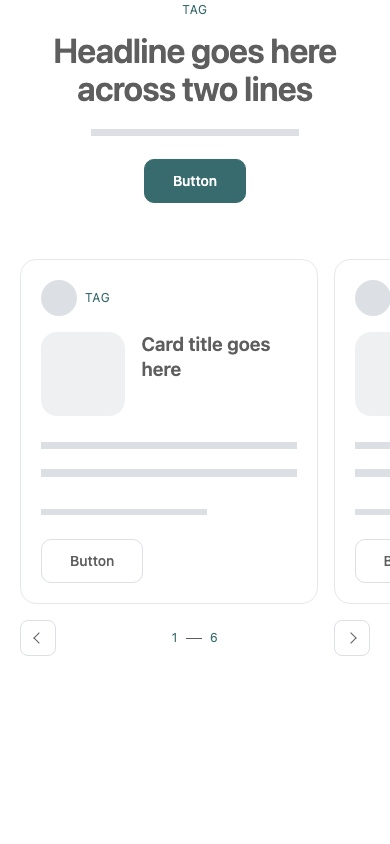 TAG
Headline goes here
across two lines
Button
TAG
Card title goes
here
Button
1 — 6